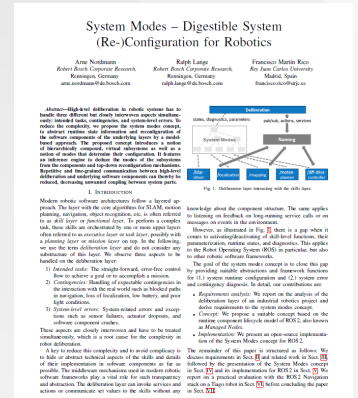 System Modes – Digestible System
(Re-)Configuration for Robotics
Arne Nordmann
Robert Bosch Corporate Research,
Renningen, Germany
arne.nordmann@de.bosch.com
Ralph Lange
Robert Bosch Corporate Research,
Renningen, Germany
ralph.lange@de.bosch.com
Francisco Martín Rico
Rey Juan Carlos University
Madrid, Spain
francisco.rico@urjc.es
Abstract—High-level deliberation in robotic systems has to
handle three different but closely interwoven aspects simultane-
ously: intended tasks, contingencies, and system-level errors. To
reduce the complexity, we propose the system modes concept,
to abstract runtime state information and reconfiguration of
the software components of the underlying layers by a model-
based approach. The proposed concept introduces a notion
of hierarchically compound, virtual subsystems as well as a
notion of modes that determine their configuration. It features
an inference engine to deduce the modes of the subsystems
from the components and top-down reconfiguration mechanisms.
Repetitive and fine-grained communication between high-level
deliberation and underlying software components can thereby be
reduced, decreasing unwanted coupling between system parts.
I. INTRODUCTION
Modern robotic software architectures follow a layered ap-
proach. The layer with the core algorithms for SLAM, motion
planning, navigation, object recognition, etc. is often referred
to as skill layer or functional layer. To perform a complex
task, these skills are orchestrated by one or more upper layers
often referred to as executive layer or task layer, possibly with
a planning layer or mission layer on top. In the following,
we use the term deliberation layer and do not consider any
substructure of this layer. We observe three aspects to be
handled on the deliberation layer:
1) Intended tasks: The straight-forward, error-free control
flow to achieve a goal or to accomplish a mission.
2) Contingencies: Handling of expectable contingencies in
the interaction with the real world such as blocked paths
in navigation, loss of localization, low battery, and poor
light conditions.
3) System-level errors: System-related errors and excep-
tions such as sensor failures, actuator dropouts, and
software component crashes.
These aspects are closely interwoven and have to be treated
simultaneously, which is a root cause of the complexity in
robot deliberation.
A key to reduce this complexity and to avoid complicacy is
to hide or abstract technical aspects of the skills and details
of their implementation in software components as far as
possible. The middleware mechanisms used in modern robotic
software frameworks play a vital role for such transparency
and abstraction. The deliberation layer can invoke services and
actions or communicate set values to the skills without any
Deliberation
states, diagnostics, parameters
pub/sub, actions, services
System Modes
Running
localization
mapping
Fig. 1. Deliberation layer interacting with the skill layer.
knowledge about the component structure. The same applies
to listening on feedback on long-running service calls or on
messages on events in the environment.
However, as illustrated in Fig. 1, there is a gap when it
comes to activating/deactivating of skill-level functions, their
parametrization, runtime states, and diagnostics. This applies
to the Robot Operating System (ROS) in particular, but also
to other robotic software frameworks.
The goal of the system modes concept is to close this gap
by providing suitable abstractions and framework functions
for (1.) system runtime configuration and (2.) system error
and contingency diagnosis. In detail, our contributions are:
• Requirements analysis: We report on the analysis of the
deliberation layer of an industrial robotics project and
derive requirements to the system modes concept.
• Concept: We propose a suitable concept based on the
runtime component lifecycle model of ROS 2, also known
as Managed Nodes.
• Implementation: We present an open-source implementa-
tion of the System Modes concept for ROS 2.
The remainder of this paper is structured as follows: We
discuss requirements in Sect. II and related work in Sect. III,
followed by the presentation of the System Modes concept
in Sect. IV and its implementation for ROS 2 in Sect. V. We
report on a practical evaluation with the ROS 2 Navigation
stack on a Tiago robot in Sect. VI, before concluding the paper
in Sect. VII.